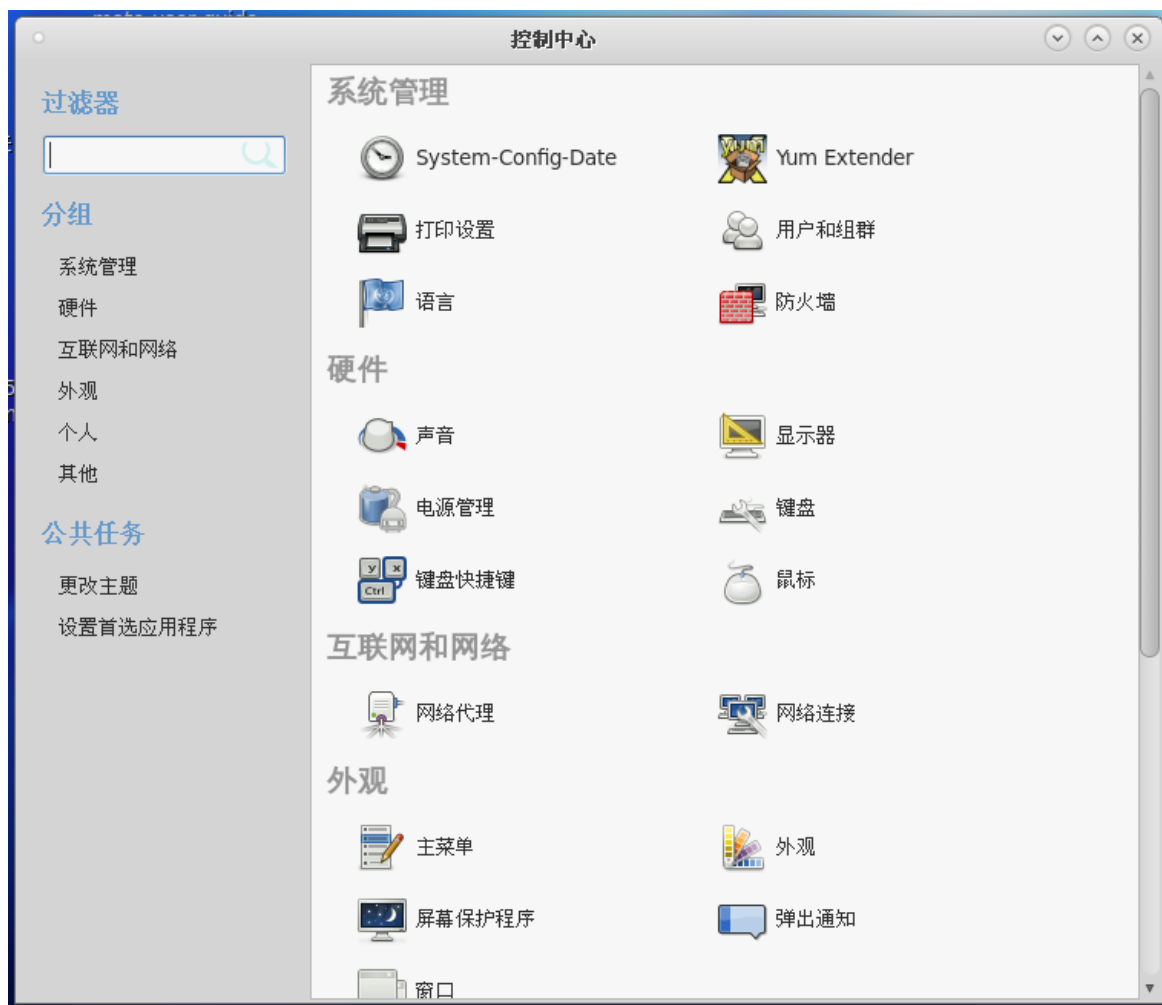 mate-user-guide
控制中心
过滤器
分组
系统管理
硬件
互联网和网络
外观
个人
其他
公共任务
更改主题
设置首选应用程序
系统管理
System-Config-Date
Yum Extender
打印设置
用户和组群
语言
防火墙
硬件
声音
显示器
电源管理
键盘
键盘快捷键
鼠标
互联网和网络
网络代理
网络连接
外观
主菜单
外观
屏幕保护程序
弹出通知
窗口